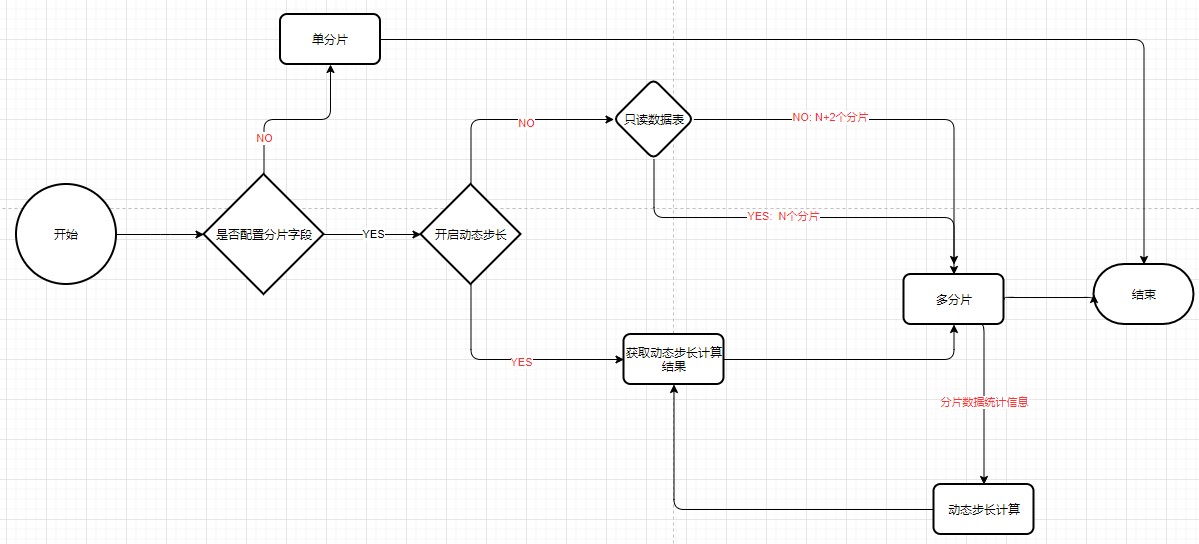 单分片
NO
只读数据表
NO
NO: N+2个分片
开始
是否配置分片字段
YES
开启动态步长
YES: N个分片
多分片
结束
获取动态步长计算
结果
YES
分片数据统计信息
动态步长计算